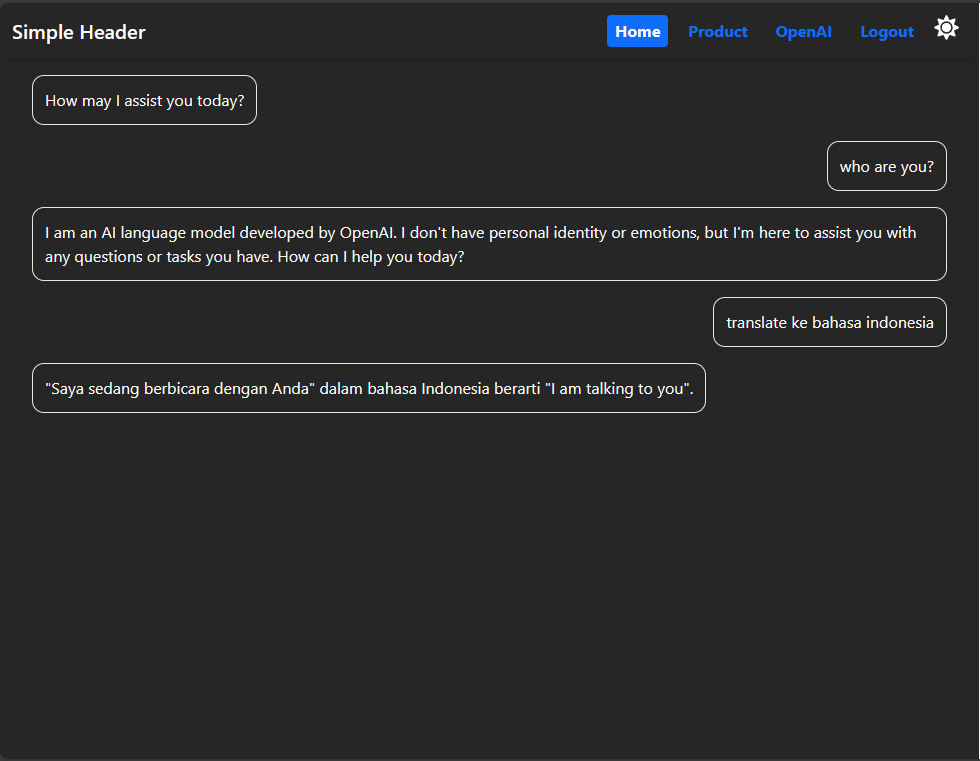 Simple Header
Home
Product
OpenAI
Logout
How may I assist you today?
who are you?
I am an AI language model developed by OpenAI. I don't have personal identity or emotions, but I'm here to assist you with
any questions or tasks you have. How can I help you today?
translate ke bahasa indonesia
"Saya sedang berbicara dengan Anda" dalam bahasa Indonesia berarti "I am talking to you".